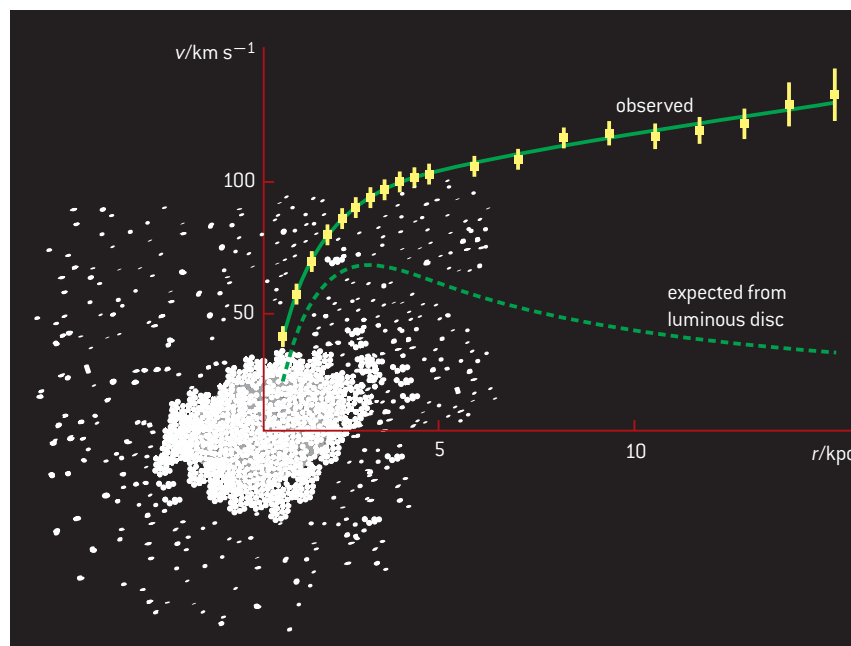 v/km s⁻¹
observed
100
expected from
luminous disc
50
5
10
r/kpc